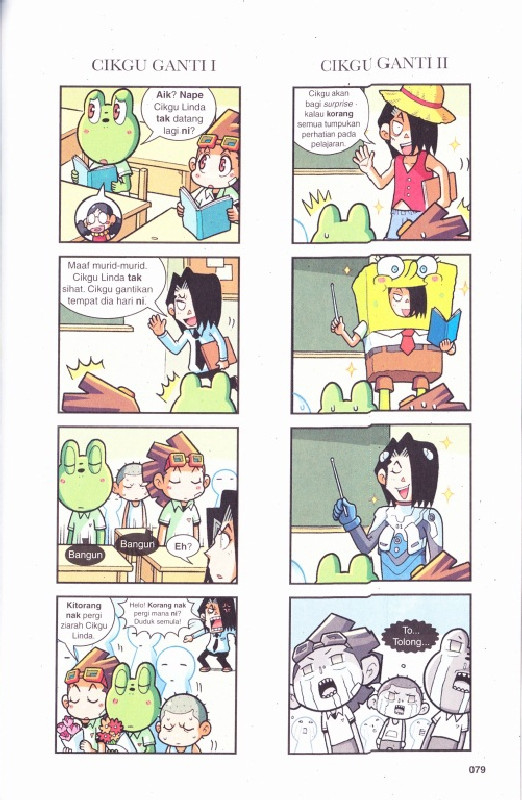 CIKGU GANTI I
Aik? Nape
Cikgu Linda
tak datang
lagi ni?
Maaf murid-murid.
Cikgu Linda tak
sihat. Cikgu gantikan
tempat dia hari ni.
Bangun
Bangun
Eh?
Kitorang
nak pergi
ziarah Cikgu
Linda.
Helo! Korang nak
pergi mana ni?
Duduk semula!
CIKGU GANTI II
Cikgu akan
bagi surprise
kalau korang
semua tumpukan
perhatian pada
pelajaran.
01
To...
Tolong...
079